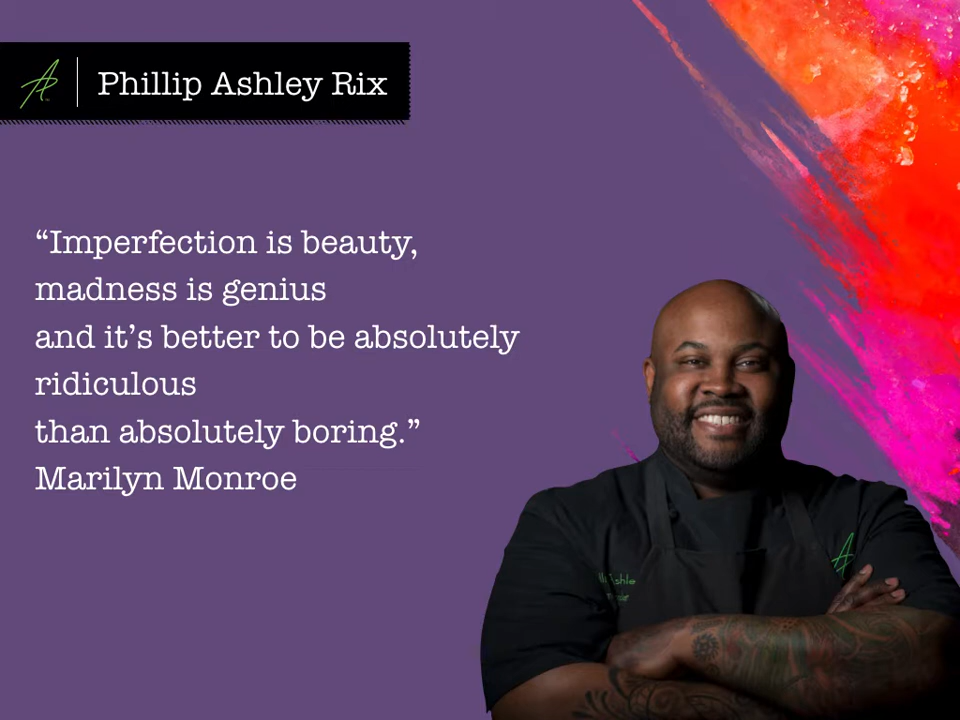 Phillip Ashley Rix
“Imperfection is beauty,
madness is genius
and it’s better to be absolutely
ridiculous
than absolutely boring.”
Marilyn Monroe